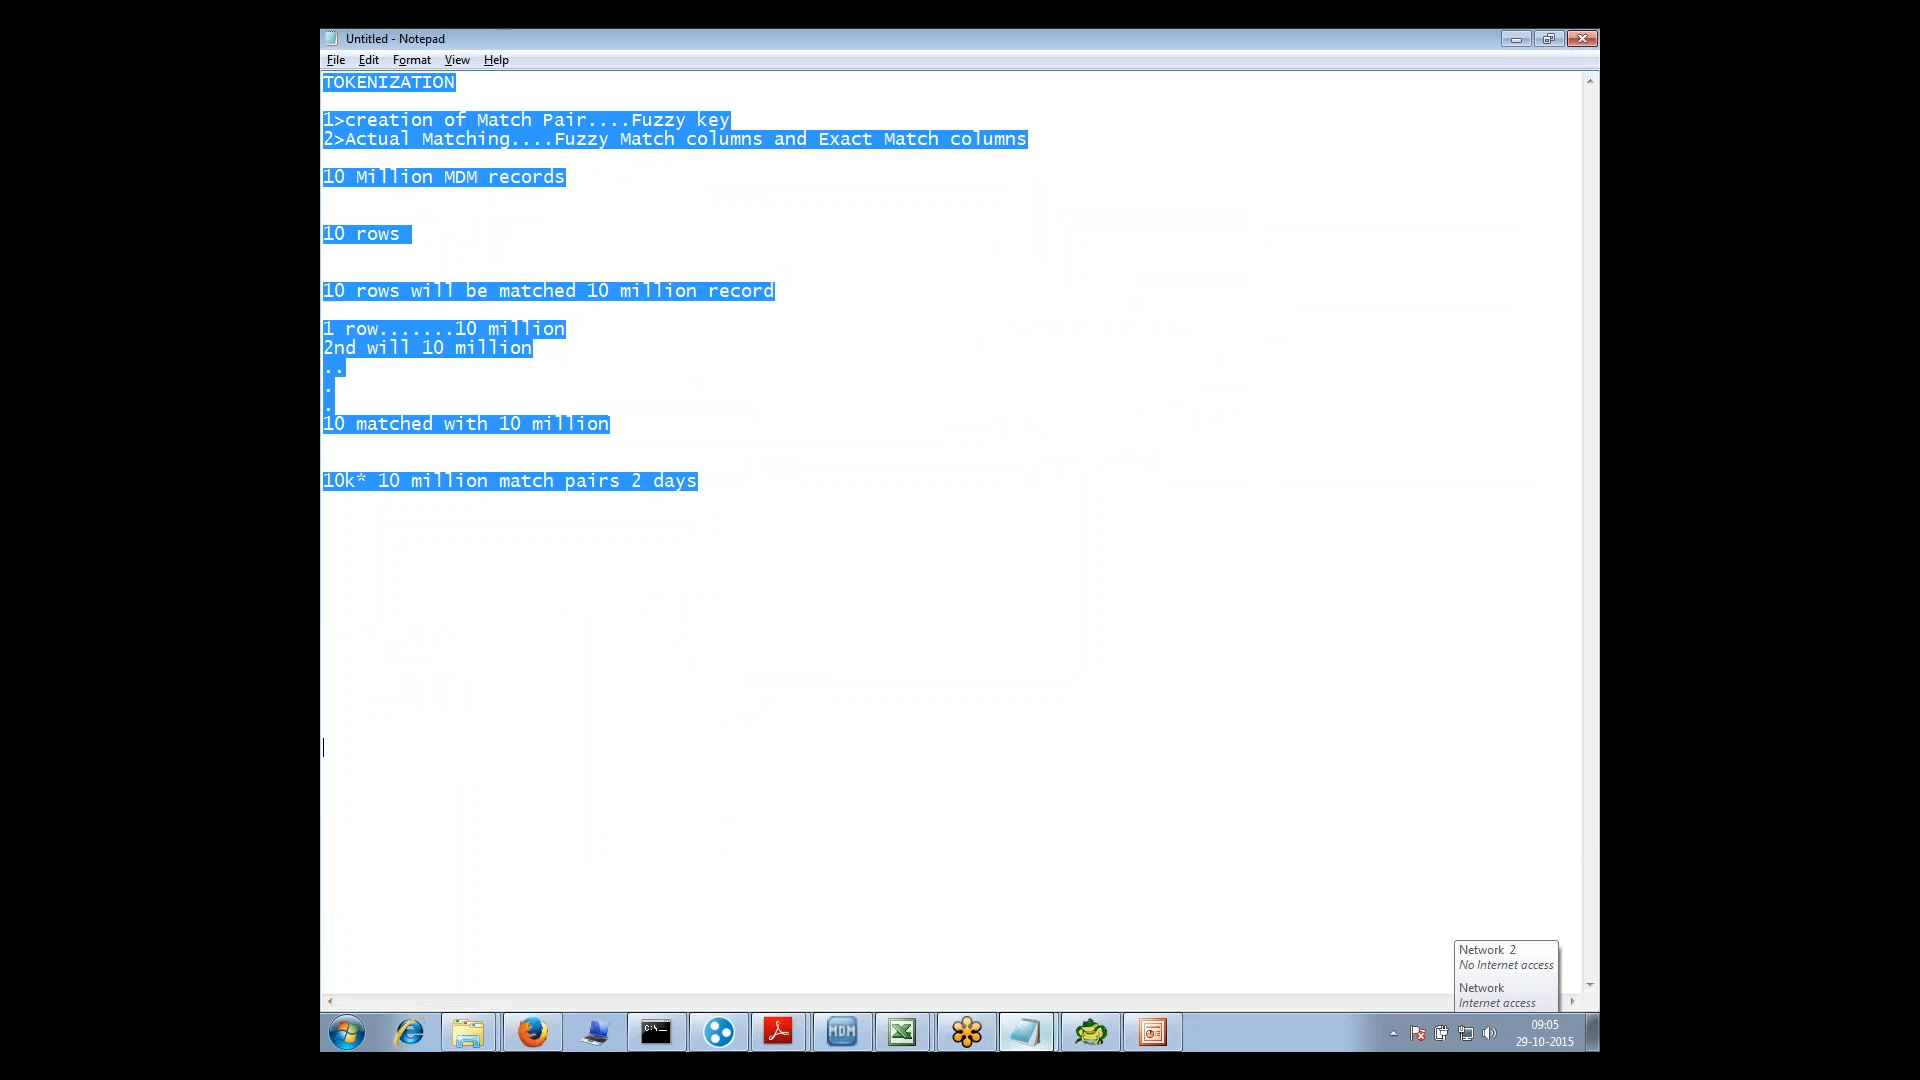 Untitled - Notepad
File Edit Format View Help
TOKENIZATION
1>creation of Match Pair....Fuzzy key
2>Actual Matching....Fuzzy Match columns and Exact Match columns
10 Million MDM records
10 rows
10 rows will be matched 10 million record
1 row.......10 million
2nd will 10 million
..
.
.
10 matched with 10 million
10k* 10 million match pairs 2 days
Network 2
No Internet access
Network
Internet access
C:\_
MDM
09:05
29-10-2015